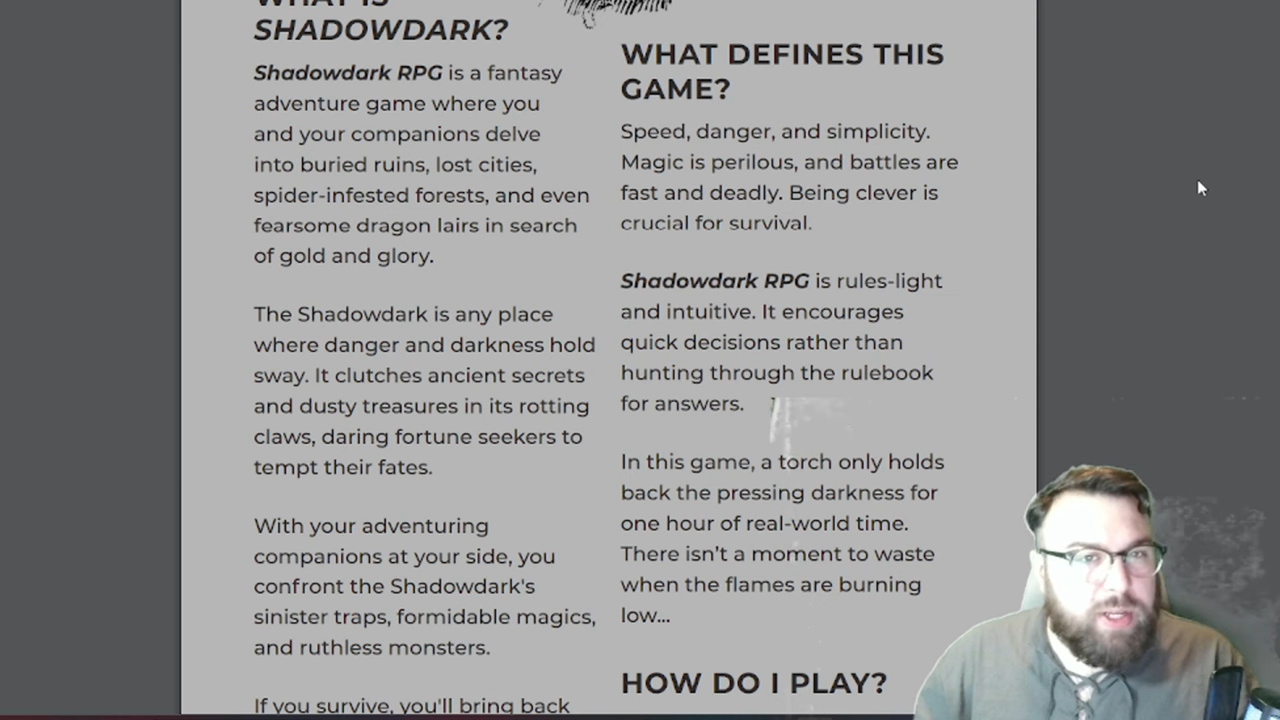 WHAT IS
SHADOWDARK?
Shadowdark RPG is a fantasy
adventure game where you
and your companions delve
into buried ruins, lost cities,
spider-infested forests, and even
fearsome dragon lairs in search
of gold and glory.
The Shadowdark is any place
where danger and darkness hold
sway. It clutches ancient secrets
and dusty treasures in its rotting
claws, daring fortune seekers to
tempt their fates.
With your adventuring
companions at your side, you
confront the Shadowdark's
sinister traps, formidable magics,
and ruthless monsters.
If you survive, you'll bring back
WHAT DEFINES THIS
GAME?
Speed, danger, and simplicity.
Magic is perilous, and battles are
fast and deadly. Being clever is
crucial for survival.
Shadowdark RPG is rules-light
and intuitive. It encourages
quick decisions rather than
hunting through the rulebook
for answers.
In this game, a torch only holds
back the pressing darkness for
one hour of real-world time.
There isn't a moment to waste
when the flames are burning
low...
HOW DO I PLAY?